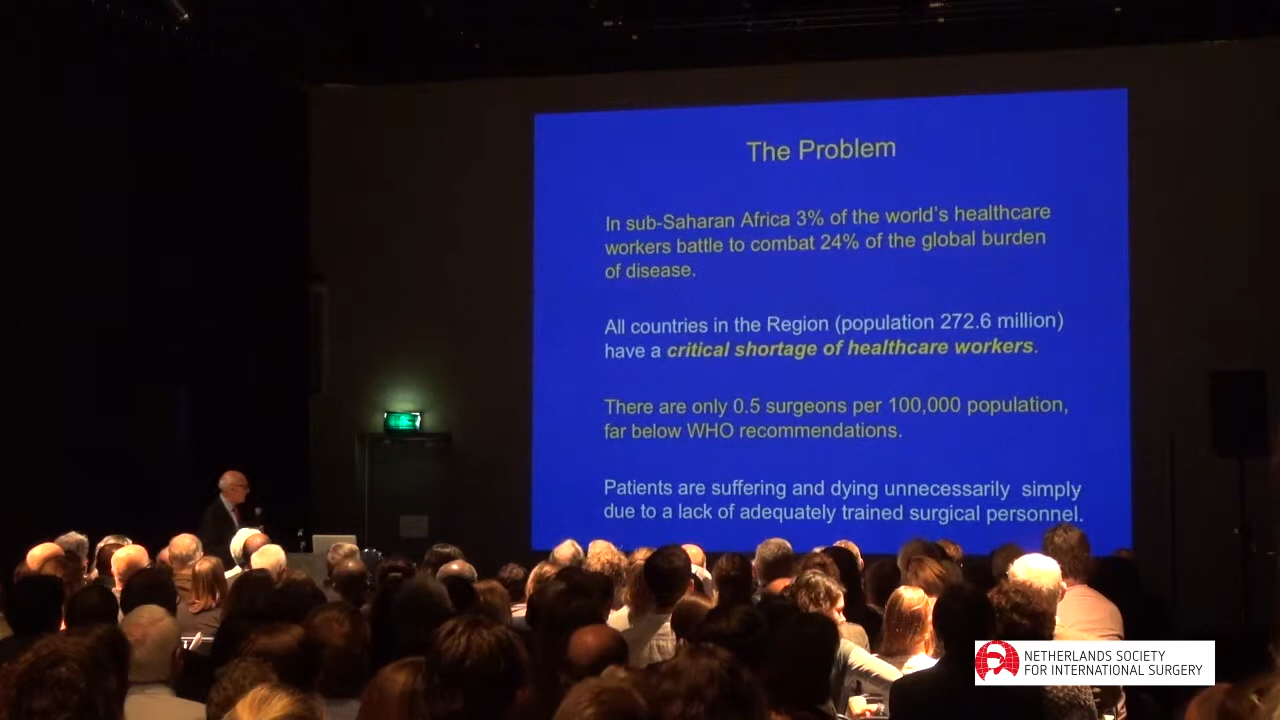 The Problem
In sub-Saharan Africa 3% of the world's healthcare
workers battle to combat 24% of the global burden
of disease.
All countries in the Region (population 272.6 million)
have a critical shortage of healthcare workers.
There are only 0.5 surgeons per 100,000 population,
far below WHO recommendations.
Patients are suffering and dying unnecessarily simply
due to a lack of adequately trained surgical personnel.
NETHERLANDS SOCIETY
FOR INTERNATIONAL SURGERY